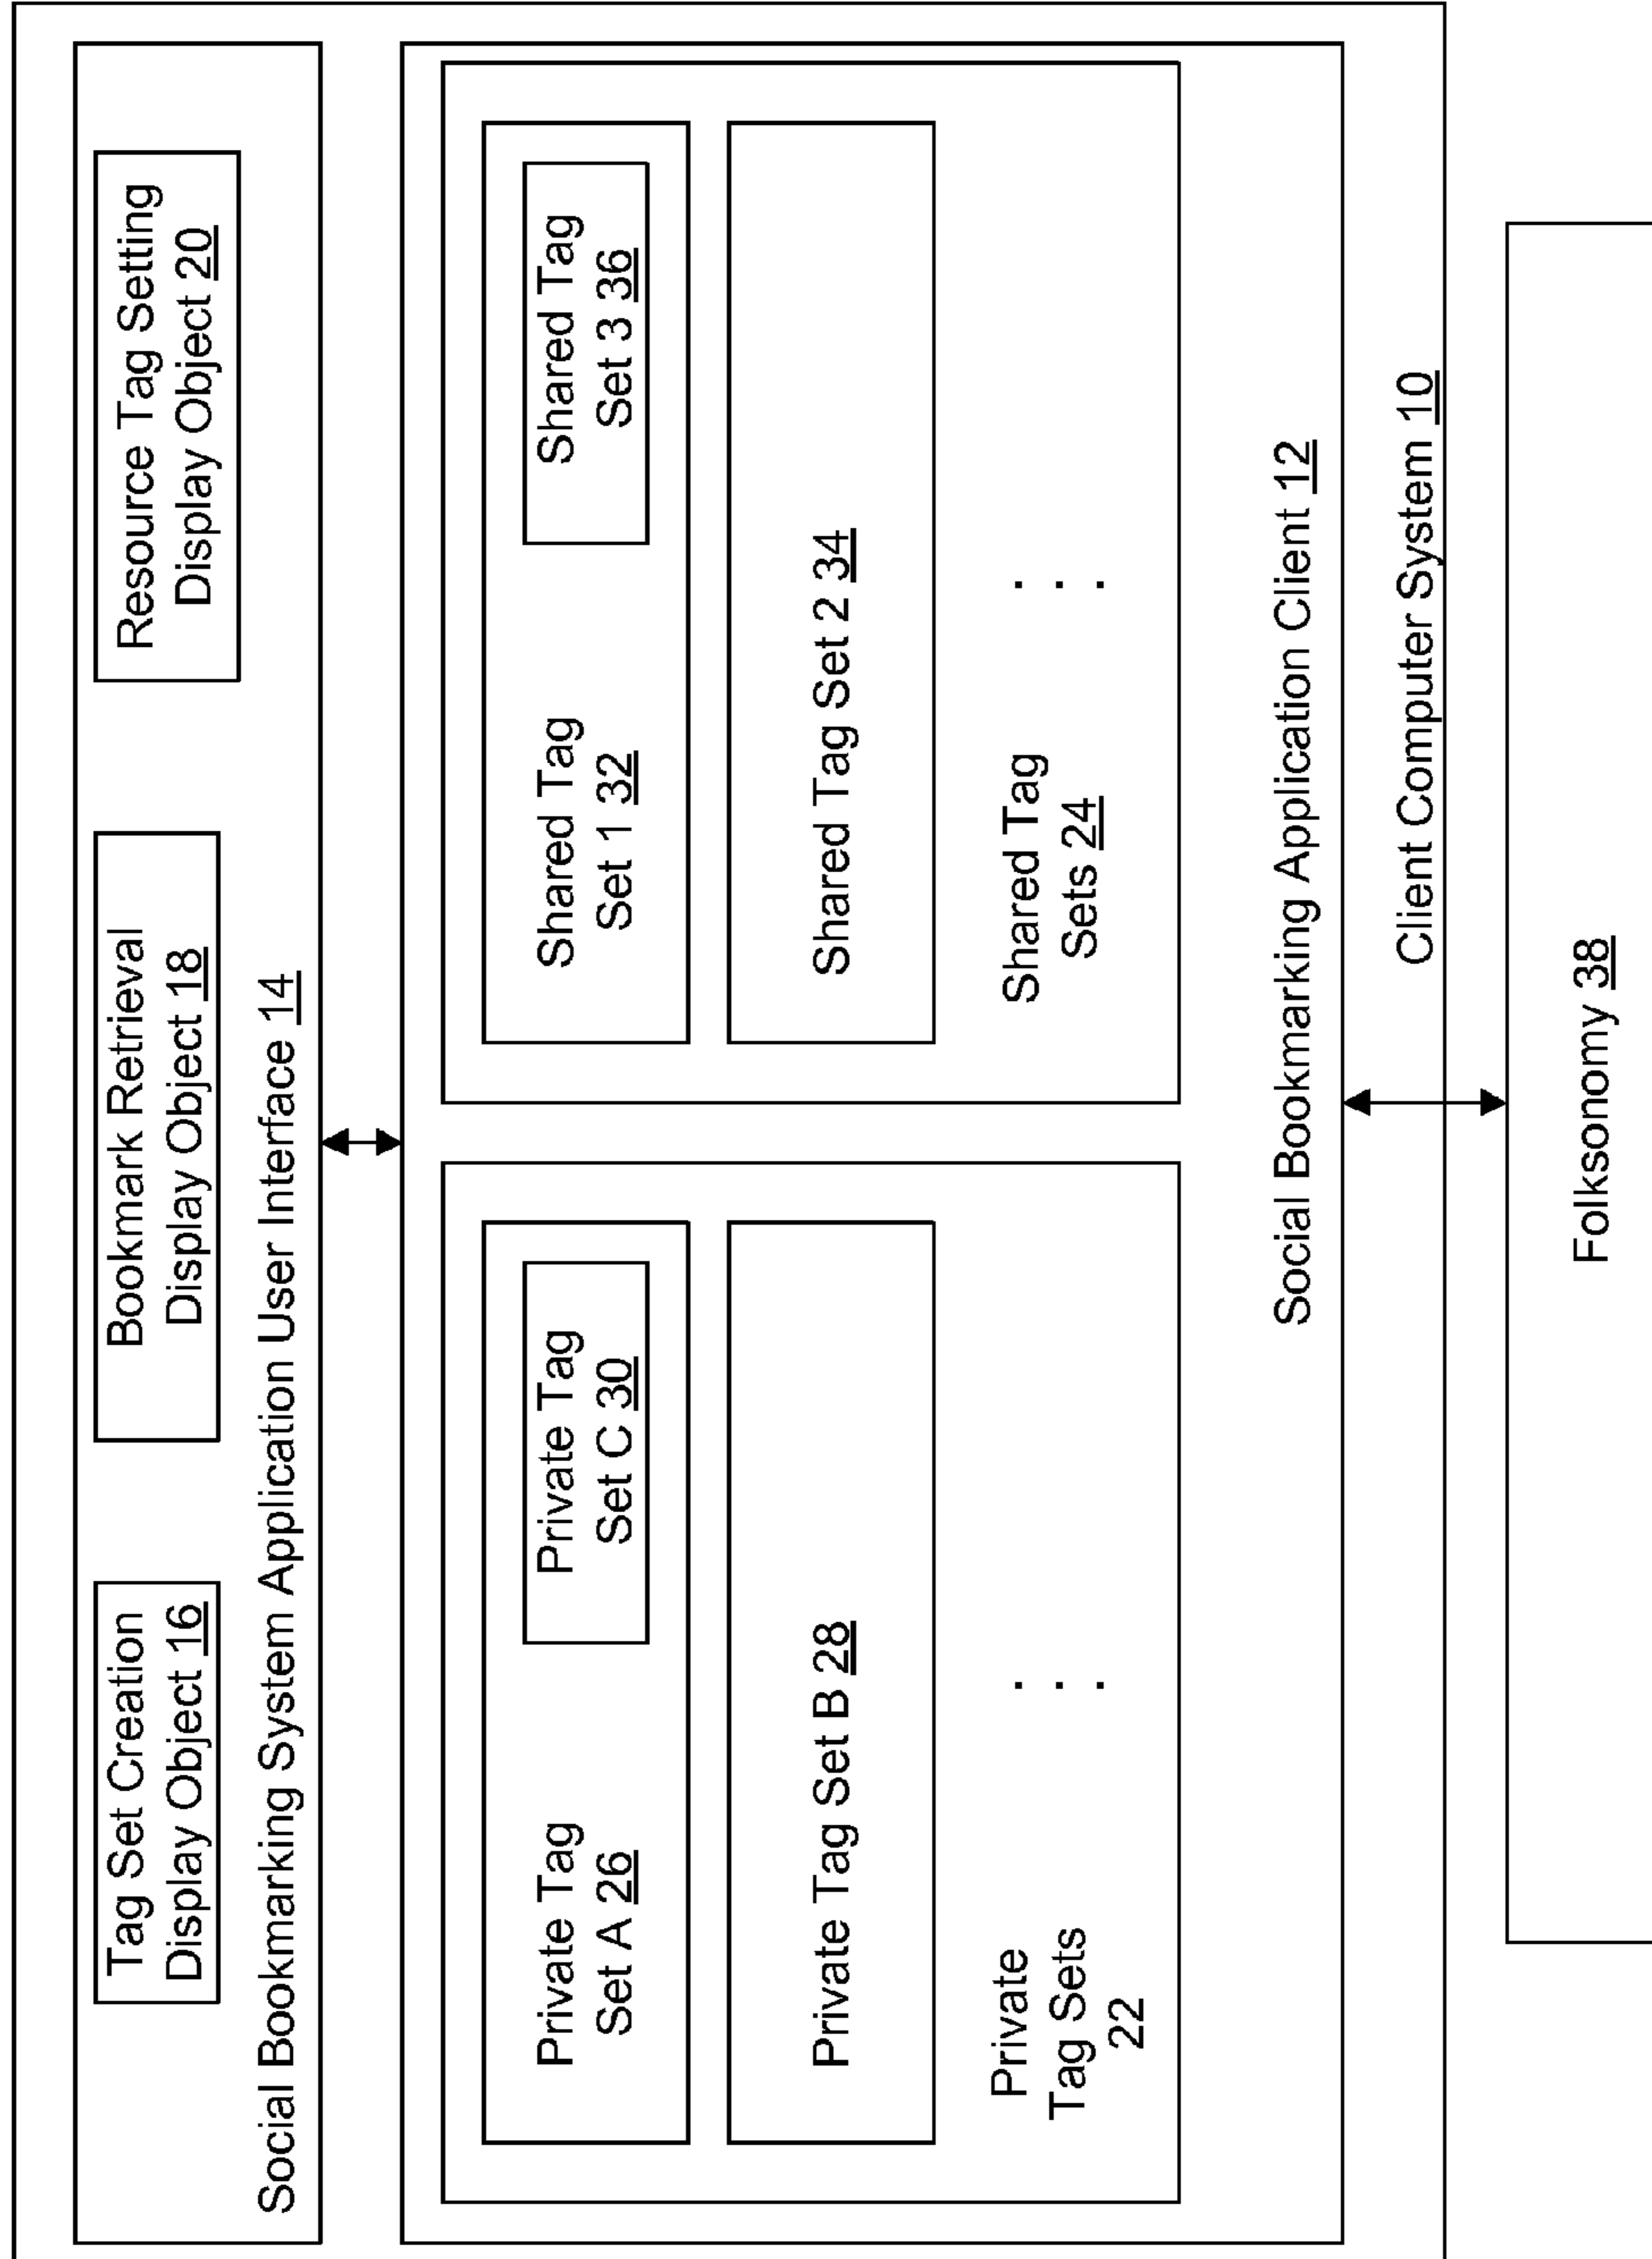 Tag Set Creation
Display Object 16
Bookmark Retrieval
Display Object 18
Resource Tag Setting
Display Object 20
Social Bookmarking System Application User Interface 14
Private Tag
Set A 26
Private Tag
Set C 30
Private Tag Set B 28
Private
Tag Sets
22
. . .
Shared Tag
Set 1 32
Shared Tag
Set 3 36
Shared Tag Set 2 34
Shared Tag
Sets 24
. . .
Social Bookmarking Application Client 12
Client Computer System 10
Folksonomy 38